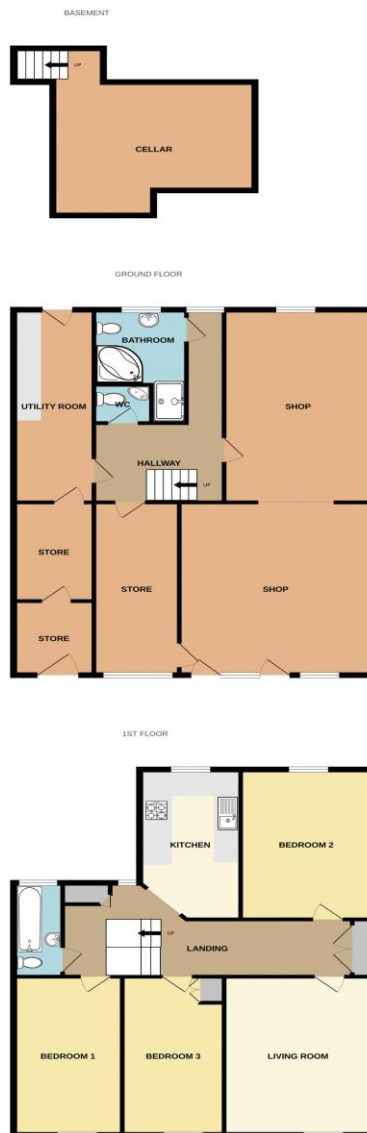 BASEMENT
UP
CELLAR
GROUND FLOOR
BATHROOM
UTILITY ROOM
WC
SHOP
HALLWAY
UP
STORE
STORE
SHOP
STORE
1ST FLOOR
KITCHEN
BEDROOM 2
UP
LANDING
BEDROOM 1
BEDROOM 3
LIVING ROOM